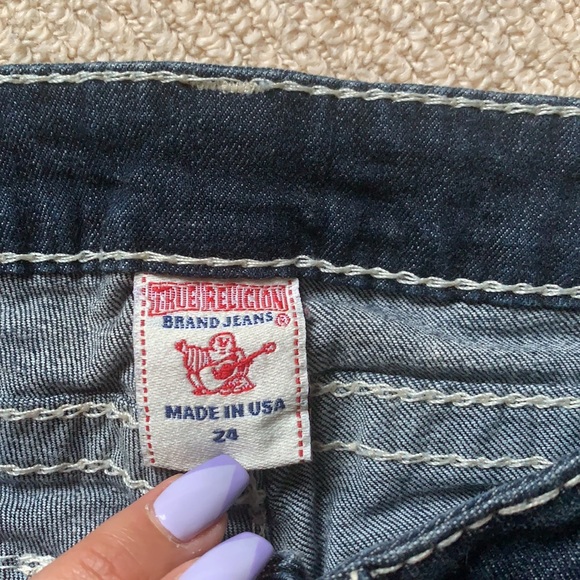 TRUE RELIGION
BRAND JEANS ®
MADE IN USA
24